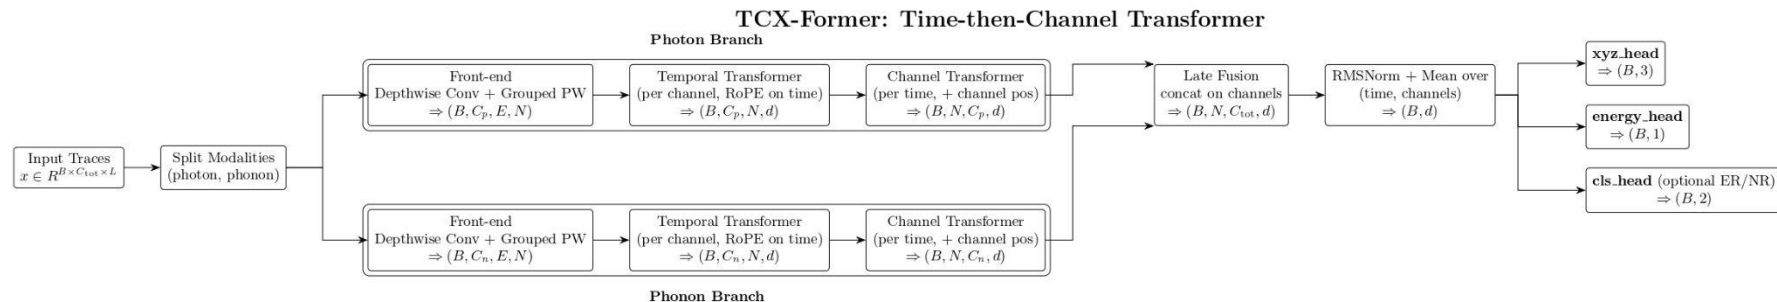 TCX-Former: Time-then-Channel Transformer
Photon Branch
Input Traces
x ∈ R^{B×C_tot×L}
Split Modalities
(photon, phonon)
Front-end
Depthwise Conv + Grouped PW
⇒ (B, C_p, E, N)
Temporal Transformer
(per channel, RoPE on time)
⇒ (B, C_p, N, d)
Channel Transformer
(per time, + channel pos)
⇒ (B, N, C_p, d)
Front-end
Depthwise Conv + Grouped PW
⇒ (B, C_n, E, N)
Temporal Transformer
(per channel, RoPE on time)
⇒ (B, C_n, N, d)
Channel Transformer
(per time, + channel pos)
⇒ (B, N, C_n, d)
Phonon Branch
Late Fusion
concat on channels
⇒ (B, N, C_tot, d)
RMSNorm + Mean over
(time, channels)
⇒ (B, d)
xyz_head
⇒ (B, 3)
energy_head
⇒ (B, 1)
cls_head (optional ER/NR)
⇒ (B, 2)